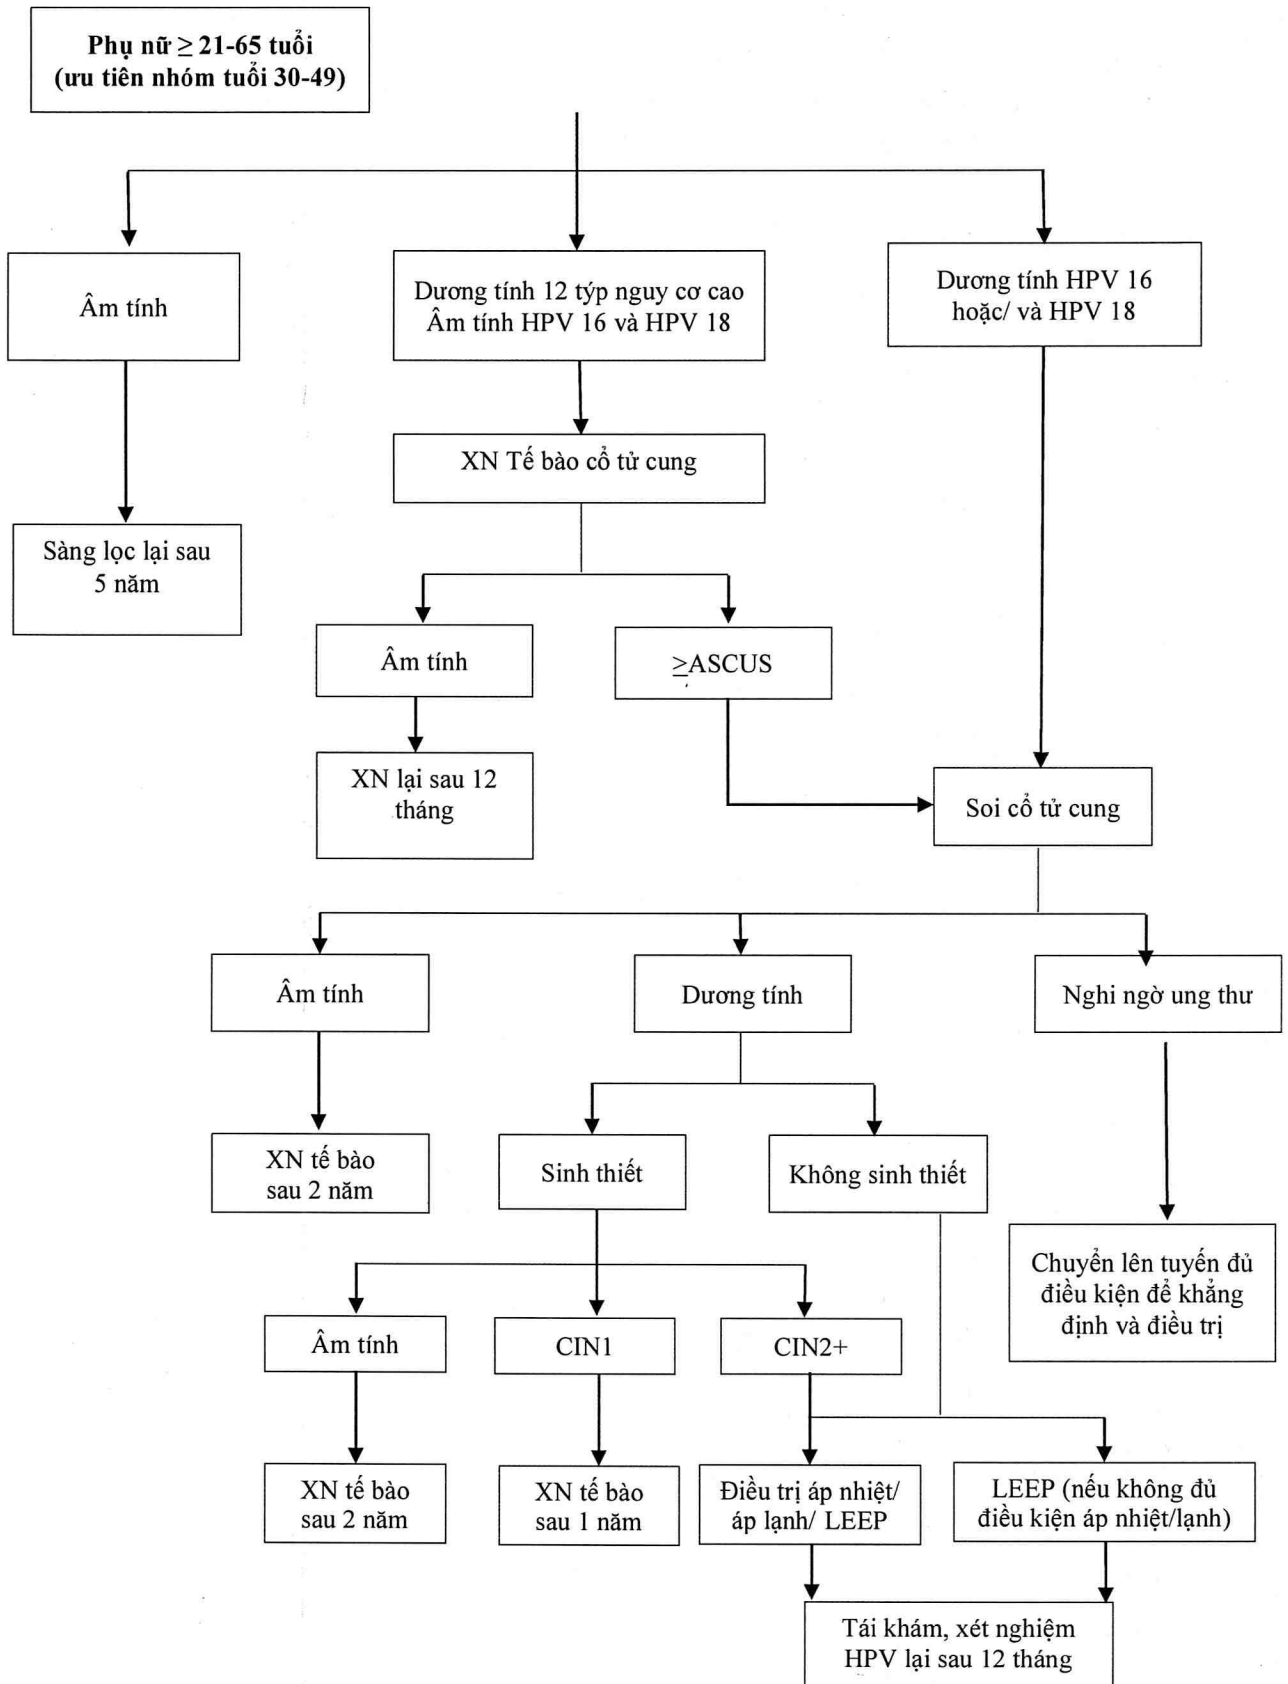 Phụ nữ ≥ 21-65 tuổi
(ưu tiên nhóm tuổi 30-49)
Âm tính
Dương tính 12 týp nguy cơ cao
Âm tính HPV 16 và HPV 18
Dương tính HPV 16
hoặc/ và HPV 18
XN Tế bào cổ tử cung
Sàng lọc lại sau
5 năm
Âm tính
≥ASCUS
XN lại sau 12
tháng
Soi cổ tử cung
Âm tính
Dương tính
Nghi ngờ ung thư
XN tế bào
sau 2 năm
Sinh thiết
Không sinh thiết
Chuyển lên tuyến đủ
điều kiện để khẳng
định và điều trị
Âm tính
CIN1
CIN2+
XN tế bào
sau 2 năm
XN tế bào
sau 1 năm
Điều trị áp nhiệt/
áp lạnh/ LEEP
LEEP (nếu không đủ
điều kiện áp nhiệt/lạnh)
Tái khám, xét nghiệm
HPV lại sau 12 tháng